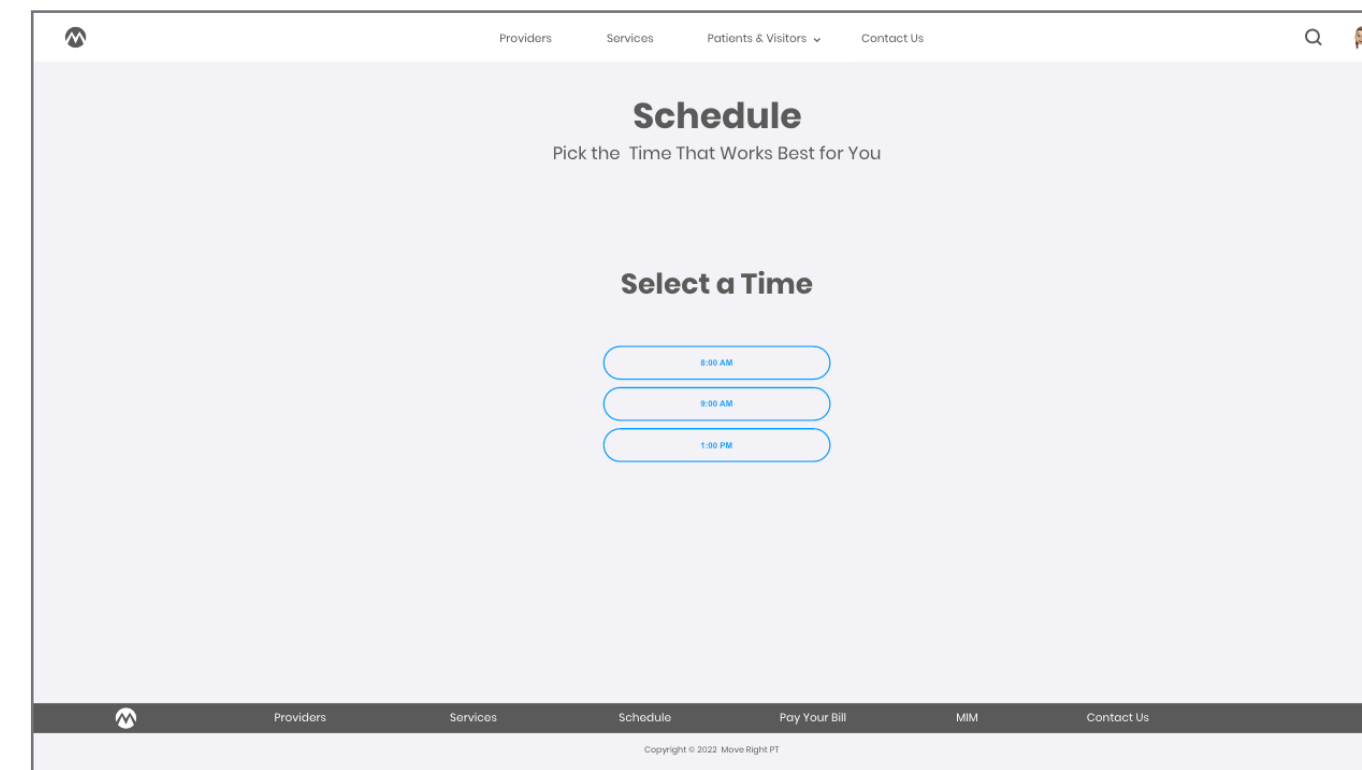 Providers Services Patients & Visitors Contact Us
Schedule
Pick the Time That Works Best for You
Select a Time
8:00 AM
9:00 AM
1:00 PM
Providers Services Schedule Pay Your Bill MIM Contact Us
Copyright © 2022 Move Right PT